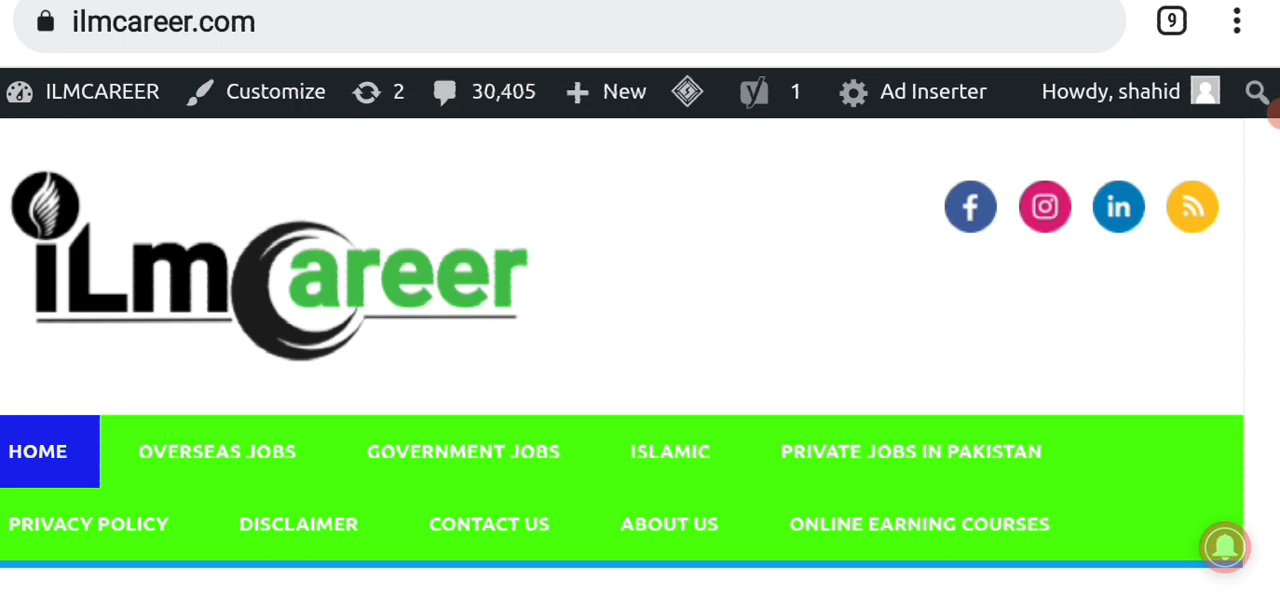 ilmcareer.com 9
ILMCAREER Customize 2 30,405 New 1 Ad Inserter Howdy, shahid
iLmCareer
HOME OVERSEAS JOBS GOVERNMENT JOBS ISLAMIC PRIVATE JOBS IN PAKISTAN
PRIVACY POLICY DISCLAIMER CONTACT US ABOUT US ONLINE EARNING COURSES